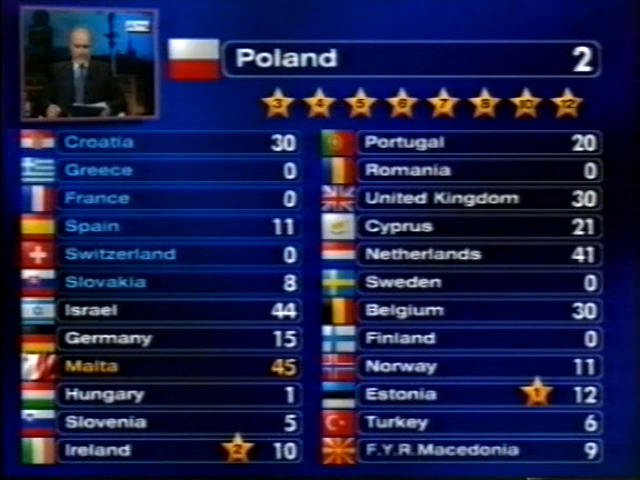 Poland 2
3 4 5 6 7 8 10 12
Croatia 30
Greece 0
France 0
Spain 11
Switzerland 0
Slovakia 8
Israel 44
Germany 15
Malta 45
Hungary 1
Slovenia 5
Ireland 2 10
Portugal 20
Romania 0
United Kingdom 30
Cyprus 21
Netherlands 41
Sweden 0
Belgium 30
Finland 0
Norway 11
Estonia 1 12
Turkey 6
F.Y.R.Macedonia 9